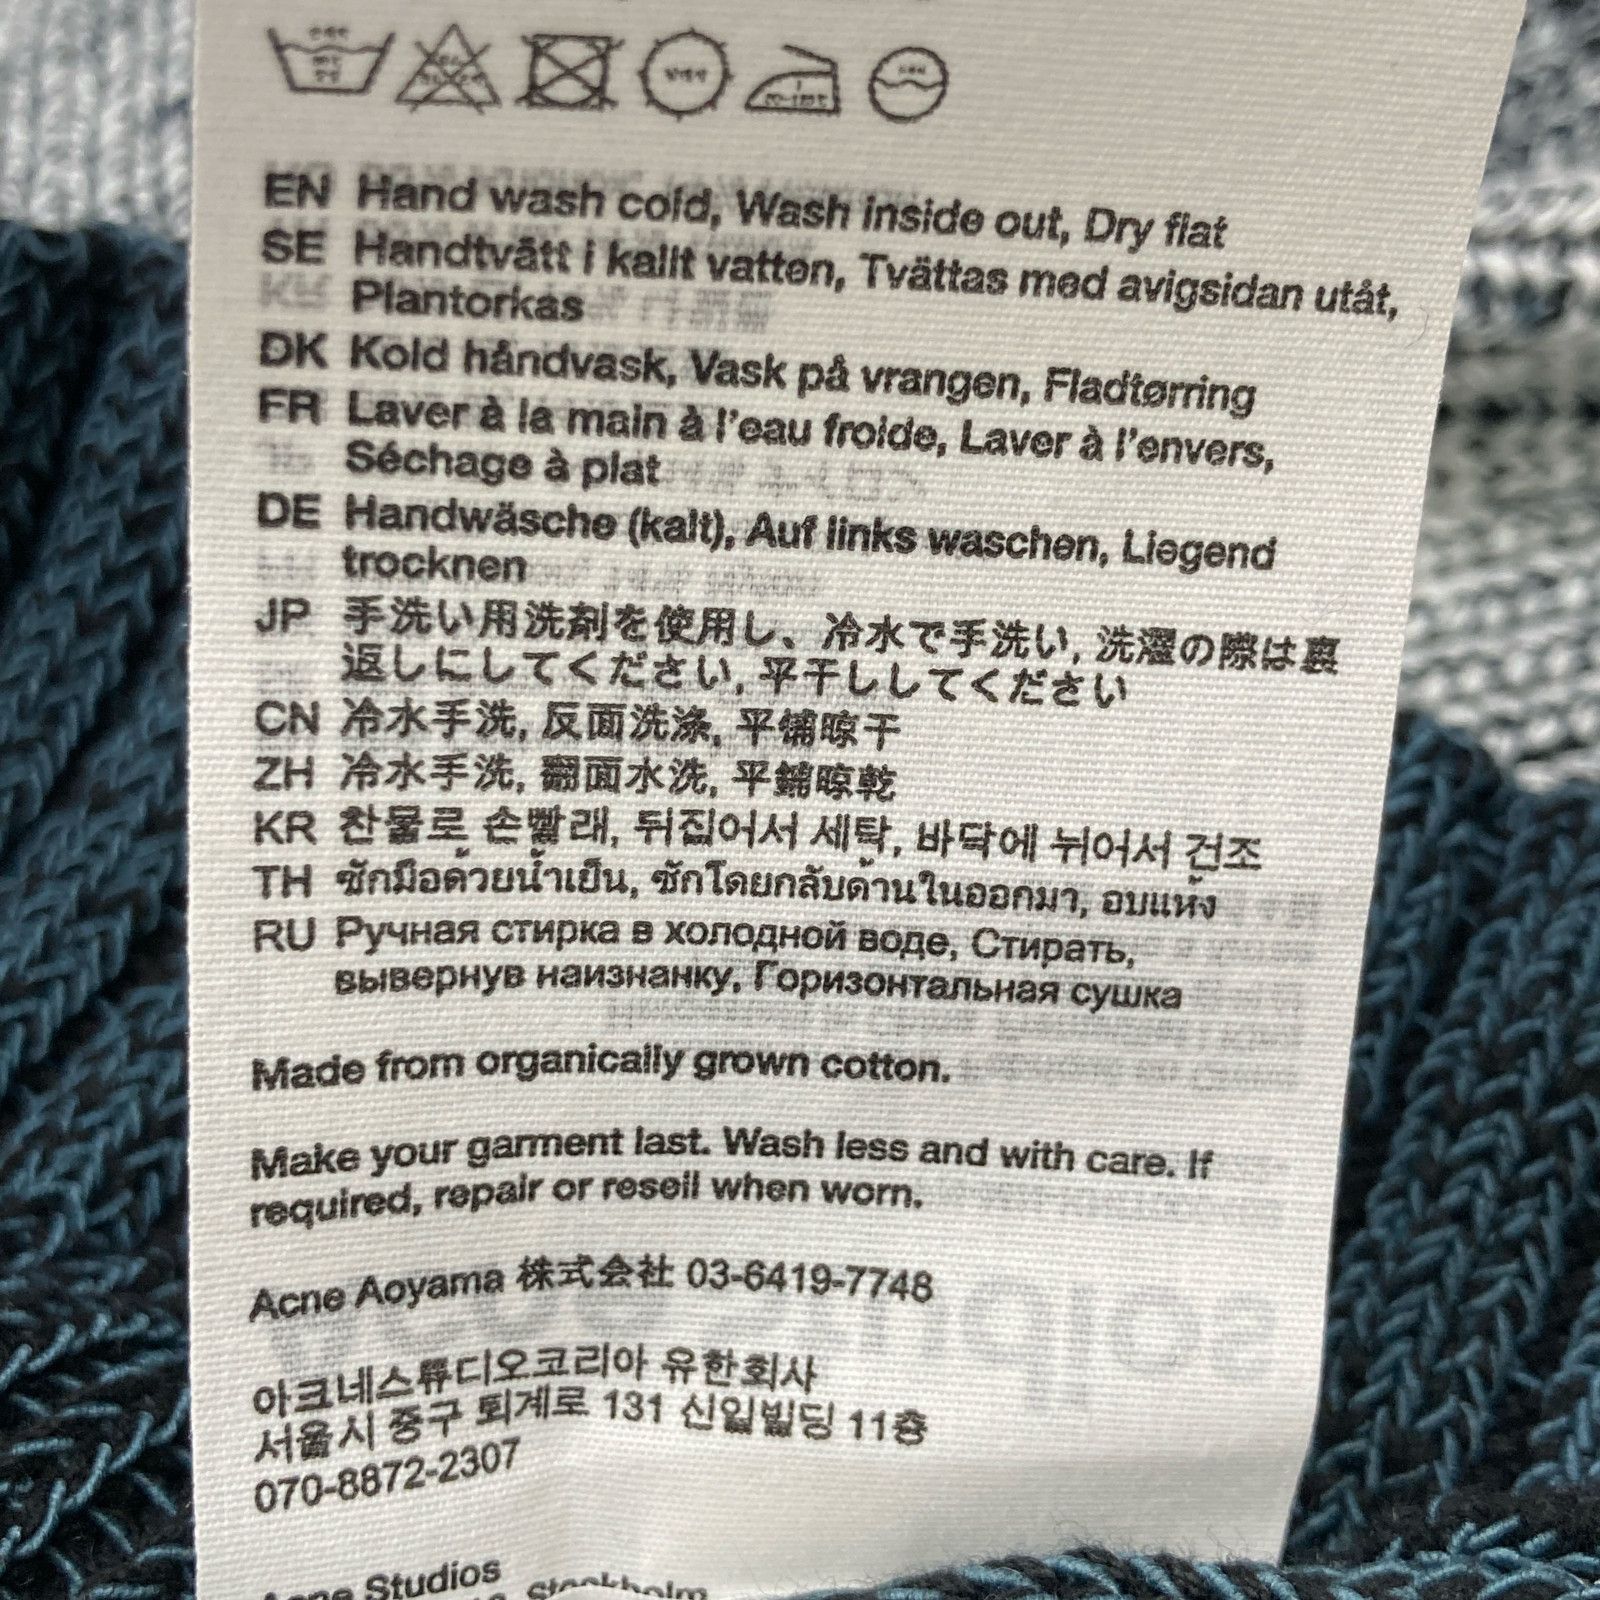 EN Hand wash cold, Wash inside out, Dry flat
SE Handtvätt i kallt vatten, Tvättas med avigsidan utåt,
Plantorkas
DK Kold håndvask, Vask på vrangen, Fladtørring
FR Laver à la main à l'eau froide, Laver à l'envers,
Séchage à plat
DE Handwäsche (kalt), Auf links waschen, Liegend
trocknen
JP 手洗い用洗剤を使用し、冷水で手洗い, 洗濯の際は裏
返しにしてください, 平干ししてください
CN 冷水手洗, 反面洗涤, 平铺晾干
ZH 冷水手洗, 翻面水洗, 平鋪晾乾
KR 찬물로 손빨래, 뒤집어서 세탁, 바닥에 뉘어서 건조
TH ซักมือด้วยน้ำเย็น, ซักโดยกลับด้านในออกมา, อบแห้ง
RU Ручная стирка в холодной воде, Стирать,
вывернув наизнанку, Горизонтальная сушка
Made from organically grown cotton.
Make your garment last. Wash less and with care. If
required, repair or resell when worn.
Acne Aoyama 株式会社 03-6419-7748
아크네스튜디오코리아 유한회사
서울시 중구 퇴계로 131 신일빌딩 11층
070-8872-2307
Acne Studios
Stockholm